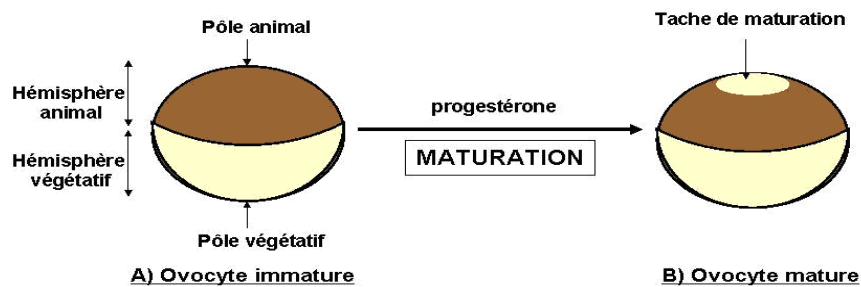 Pôle animal
Tache de maturation
Hémisphère
animal
progestérone
Hémisphère
végétatif
MATURATION
Pôle végétatif
A) Ovocyte immature
B) Ovocyte mature